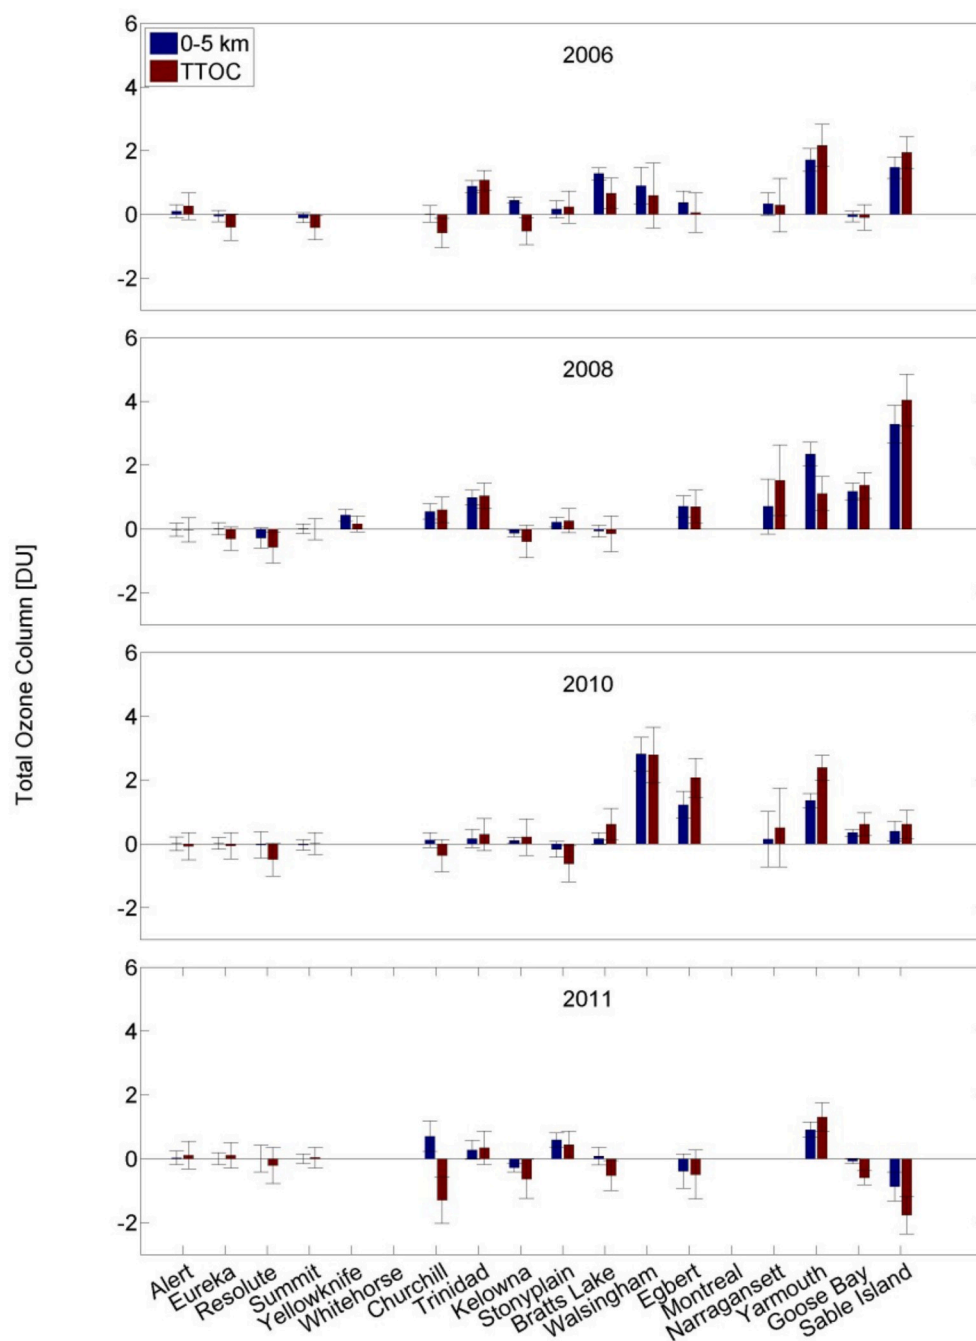 6
0-5 km
TTOC
2006
4
2
0
-2
6
2008
4
2
0
-2
Total Ozone Column [DU]
6
2010
4
2
0
-2
6
2011
4
2
0
-2
Alert
Eureka
Resolute
Summit
Yellowknife
Whitehorse
Churchill
Trinidad
Kelowna
Stonyplain
Bratts Lake
Walsingham
Egbert
Montreal
Narragansett
Yarmouth
Goose Bay
Sable Island